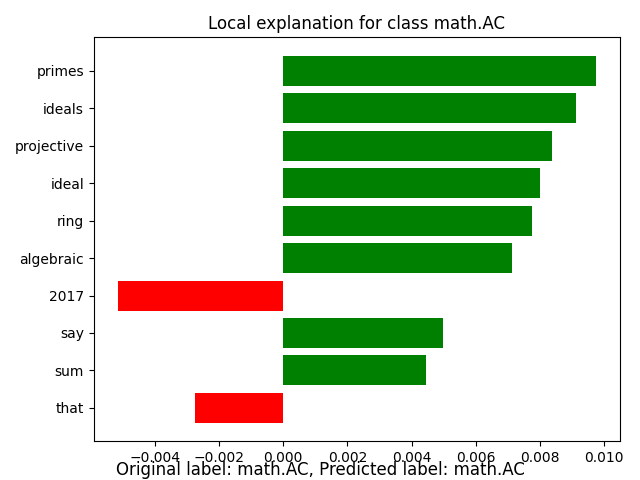 Local explanation for class math.AC
primes
ideals
projective
ideal
ring
algebraic
2017
say
sum
that
−0.004 −0.002 0.000 0.002 0.004 0.006 0.008 0.010
Original label: math.AC, Predicted label: math.AC